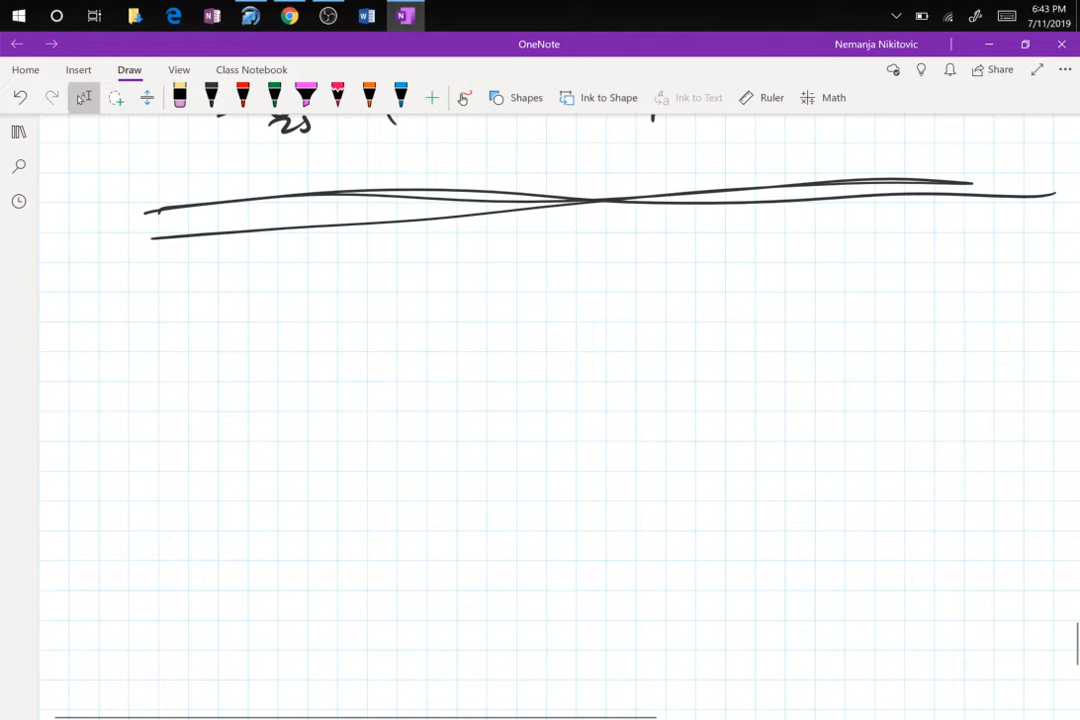 6:43 PM
7/11/2019
OneNote
Nemanja Nikitovic
Home Insert Draw View Class Notebook
Share
Shapes Ink to Shape Ink to Text Ruler Math